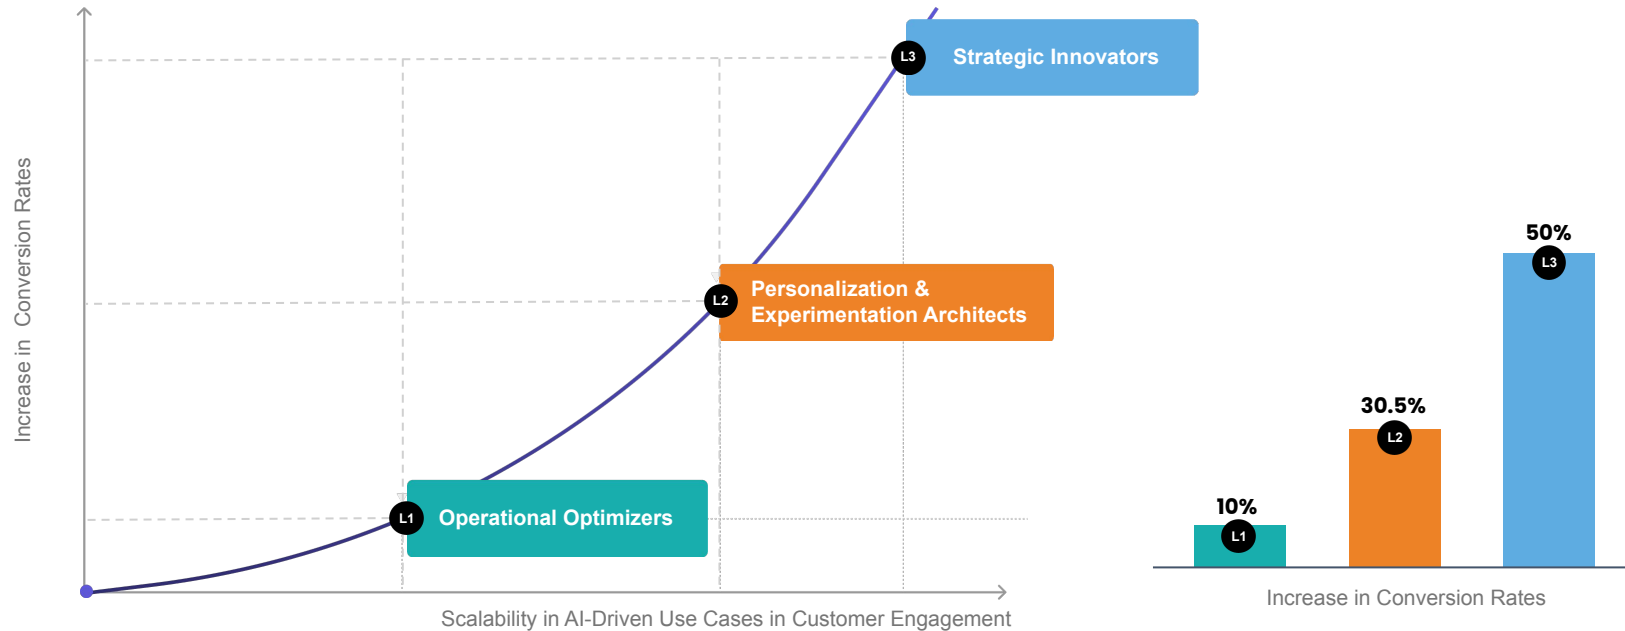 Increase in Conversion Rates
L3
Strategic Innovators
L2
Personalization &
Experimentation Architects
L1
Operational Optimizers
Scalability in AI-Driven Use Cases in Customer Engagement
50%
L3
30.5%
L2
10%
L1
Increase in Conversion Rates